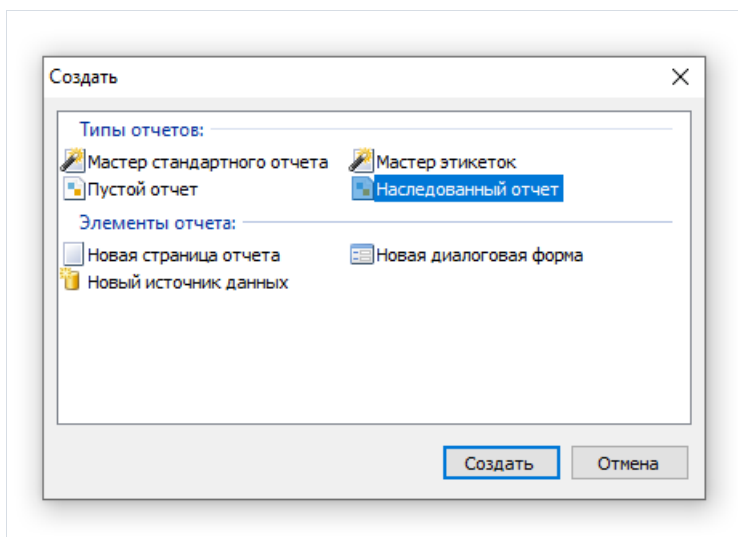 Создать
Типы отчетов:
Мастер стандартного отчета Мастер этикеток
Пустой отчет Наследованный отчет
Элементы отчета:
Новая страница отчета Новая диалоговая форма
Новый источник данных
Создать Отмена